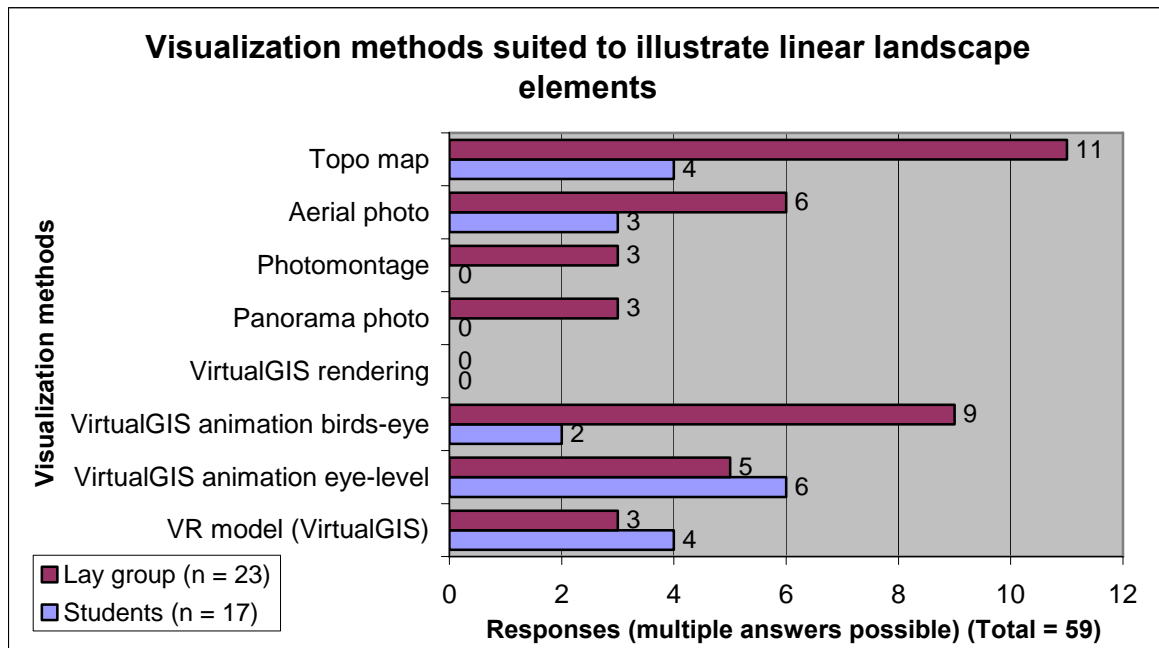 Visualization methods suited to illustrate linear landscape
elements
Visualization methods
Topo map
11
4
Aerial photo
6
3
Photomontage
3
0
Panorama photo
3
0
VirtualGIS rendering
0
0
VirtualGIS animation birds-eye
9
2
VirtualGIS animation eye-level
5
6
VR model (VirtualGIS)
3
4
Lay group (n = 23)
Students (n = 17)
0 2 4 6 8 10 12
Responses (multiple answers possible) (Total = 59)